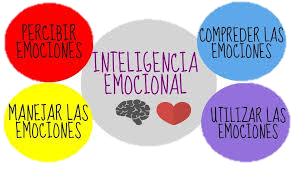 PERCIBIR
EMOCIONES
COMPREDER LAS
EMOCIONES
INTELIGENCIA
EMOCIONAL
MANEJAR LAS
EMOCIONES
UTILIZAR LAS
EMOCIONES